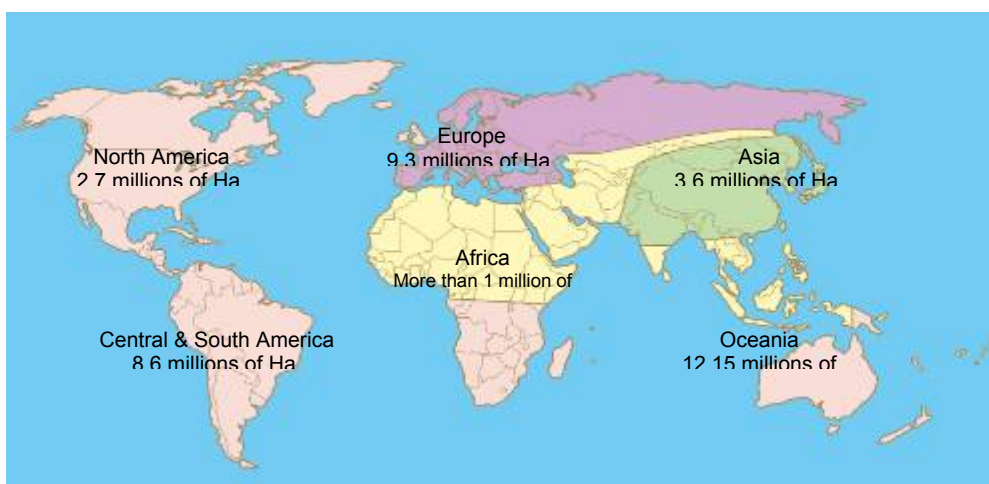 Europe
9.3 millions of Ha
North America
2.7 millions of Ha
Asia
3.6 millions of Ha
Africa
More than 1 million of
Central & South America
8.6 millions of Ha
Oceania
12.15 millions of